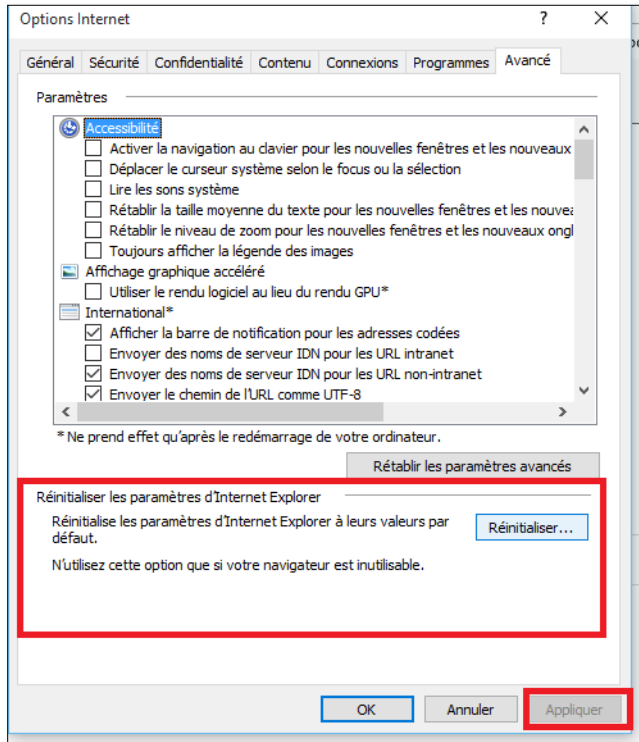 Options Internet
?
Général Sécurité Confidentialité Contenu Connexions Programmes Avancé
Paramètres
Accessibilité
Activer la navigation au clavier pour les nouvelles fenêtres et les nouveaux
Déplacer le curseur système selon le focus ou la sélection
Lire les sons système
Rétablir la taille moyenne du texte pour les nouvelles fenêtres et les
Rétablir le niveau de zoom pour les nouvelles fenêtres et les nouveaux
Toujours afficher la légende des images
Affichage graphique accéléré
Utiliser le rendu logiciel au lieu du rendu GPU*
International*
Afficher la barre de notification pour les adresses codées
Envoyer des noms de serveur IDN pour les URL intranet
Envoyer des noms de serveur IDN pour les URL non-intranet
Envoyer le chemin de l'URL comme UTF-8
* Ne prend effet qu'après le redémarrage de votre ordinateur.
Rétablir les paramètres avancés
Réinitialiser les paramètres d'Internet Explorer
Réinitialise les paramètres d'Internet Explorer à leurs valeurs par
défaut.
Réinitialiser...
N'utilisez cette option que si votre navigateur est inutilisable.
OK Annuler Appliquer